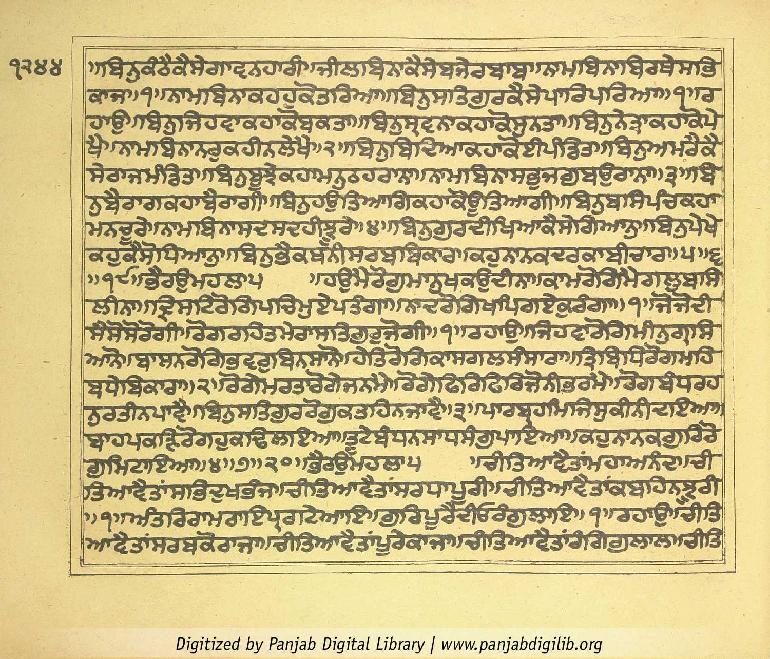 ੧੨੪੪
॥ਬਿਨੁਕੰਠੈਕੈਸੇਗਾਵਨਹਾਰੀ॥ਜੀਲਾਬਿਨਾਕੈਸੇਬਜੇਰਬਾਬ॥ਨਾਮਬਿਨਾਬਿਰਥੇਸਭਿ
ਕਾਜ॥੧॥ਨਾਮਬਿਨਾਕਹਹੁਕੋਤਰਿਆ॥ਬਿਨੁਸਤਿਗੁਰਕੈਸੇਪਾਰਿਪਰਿਆ॥੧॥ਰ
ਹਾਉ॥ਬਿਨੁਜਿਹਵਾਕਹਾਕੋਬਕਤਾ॥ਬਿਨੁਸ੍ਰਵਨਾਕਹਾਕੋਸੁਨਤਾ॥ਬਿਨੁਨੇਤ੍ਰਾਕਹਾਕੋਪੇ
ਖੈ॥ਨਾਮਬਿਨਾਨਰੁਕਹੀਨਲੇਖੈ॥੨॥ਬਿਨੁਬਿਦਿਆਕਹਾਕੋਈਪੰਡਿਤ॥ਬਿਨੁਅਮਰੈਕੈ
ਸੇਰਾਜਮੰਡਿਤ॥ਬਿਨੁਬੂਝੇਕਹਾਮਨੁਠਹਰਾਨਾ॥ਨਾਮਬਿਨਾਸਭੁਜਗੁਬਉਰਾਨਾ॥੩॥ਬਿ
ਨੁਬੈਰਾਗਕਹਾਬੈਰਾਗੀ॥ਬਿਨੁਹਉਤਿਆਗਿਕਹਾਕੋਊਤਿਆਗੀ॥ਬਿਨੁਬਸਿਪੰਚਕਹਾ
ਮਨਚੂਰੇ॥ਨਾਮਬਿਨਾਸਦਸਦਹੀਝੂਰੇ॥੪॥ਬਿਨੁਗੁਰਦੀਖਿਆਕੈਸੇਗਿਆਨੁ॥ਬਿਨੁਪੇਖੇ
ਕਹੁਕੈਸੋਧਿਆਨੁ॥ਬਿਨੁਭੈਕਥਨੀਸਰਬਬਿਕਾਰ॥ਕਹੁਨਾਨਕਦਰਕਾਬੀਚਾਰ॥੫॥੬
॥੧੯॥ਭੈਰਉਮਹਲਾ੫ ॥ਹਉਮੈਰੋਗੁਮਾਨੁਖਕਉਦੀਨਾ॥ਕਾਮਰੋਗਿਮੈਗਲੁਬਸਿ
ਲੀਨਾ॥ਦ੍ਰਿਸਟਿਰੋਗਿਪਚਿਮੁਏਪਤੰਗਾ॥ਨਾਦਰੋਗਿਖਪਿਗਏਕੁਰੰਗਾ॥੧॥ਜੋਜੋਦੀ
ਸੈਸੋਸੋਰੋਗੀ॥ਰੋਗਰਹਿਤਮੇਰਾਸਤਿਗੁਰੁਜੋਗੀ॥੧॥ਰਹਾਉ॥ਜਿਹਵਾਰੋਗਿਮੀਨੁਗ੍ਰਸਿ
ਆਨੋ॥ਬਾਸਨਰੋਗਿਭਵਰੁਬਿਨਸਾਨੋ॥ਹੇਤਰੋਗਕਾਸਗਲਸੰਸਾਰਾ॥ਤ੍ਰਿਬਿਧਿਰੋਗਮਹਿ
ਬਧੇਬਿਕਾਰਾ॥੨॥ਰੋਗੇਮਰਤਾਰੋਗੇਜਨਮੈ॥ਰੋਗੇਫਿਰਿਫਿਰਿਜੋਨੀਭਰਮੈ॥ਰੋਗਬੰਧਰਹ
ਨੁਰਤੀਨਪਾਵੈ॥ਬਿਨੁਸਤਿਗੁਰਰੋਗੁਕਤਹਿਨਜਾਵੈ॥੩॥ਪਾਰਬ੍ਰਹਮਿਜਿਸੁਕੀਨੀਦਇਆ॥
ਬਾਹਪਕੜਿਰੋਗਹੁਕਢਿਲਇਆ॥ਤੂਟੇਬੰਧਨਸਾਧਸੰਗੁਪਾਇਆ॥ਕਹੁਨਾਨਕਗੁਰਿਰੋ
ਗੁਮਿਟਾਇਆ॥੪॥੭॥੨੦॥ਭੈਰਉਮਹਲਾ੫ ॥ਚੀਤਿਆਵੈਤਾਂਮਹਾਅਨੰਦ॥ਚੀ
ਤਿਆਵੈਤਾਂਸਭਿਦੁਖਭੰਜ॥ਚੀਤਿਆਵੈਤਾਂਸਰਧਾਪੂਰੀ॥ਚੀਤਿਆਵੈਤਾਂਕਬਹਿਨਝੂਰੀ
॥੧॥ਅੰਤਰਿਰਾਮਰਾਇਪ੍ਰਗਟੇਆਇ॥ਗੁਰਿਪੂਰੈਦੀਓਰੰਗੁਲਾਇ॥੧॥ਰਹਾਉ॥ਚੀਤਿ
ਆਵੈਤਾਂਸਰਬਕੋਰਾਜਾ॥ਚੀਤਿਆਵੈਤਾਂਪੂਰੇਕਾਜਾ॥ਚੀਤਿਆਵੈਤਾਂਰੰਗਿਗੁਲਾਲ॥ਚੀਤਿ
Digitized by Panjab Digital Library | www.panjabdigilib.org